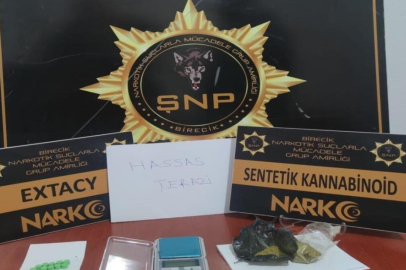 NARKOTİK SUÇLARLA MÜCADELE GRUP AMİRLİĞİ
ŞNP
BİRECİK
BİRECİK
NARKOTİK SUÇLARLA
MÜCADELE
GRUP AMİRLİĞİ
EXTACY
NARKO
HASSAS
BİRECİK
NARKOTİK SUÇLARLA
MÜCADELE
GRUP AMİRLİĞİ
SENTETİK KANNABİNOİD
NARKO